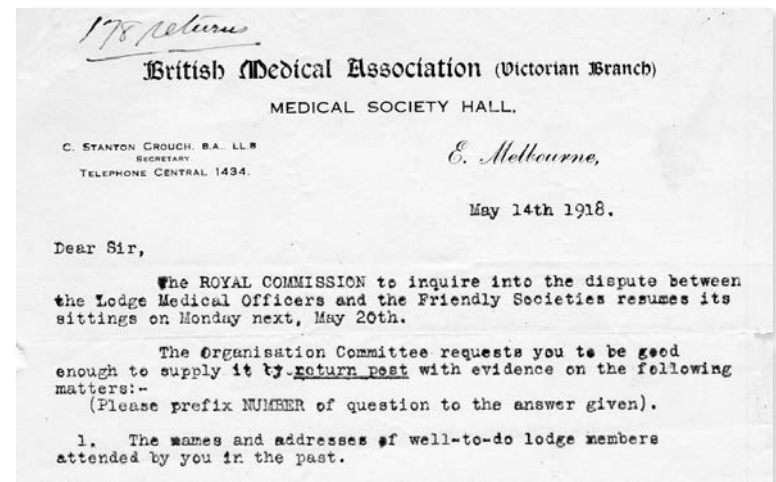 178 returns
British Medical Association (Victorian Branch)
MEDICAL SOCIETY HALL,
C. STANTON CROUCH, B.A., LL.B
SECRETARY.
TELEPHONE CENTRAL 1434.
E. Melbourne,
May 14th 1918.
Dear Sir,
The ROYAL COMMISSION to inquire into the dispute between
the Lodge Medical Officers and the Friendly Societies resumes its
sittings on Monday next, May 20th.
The Organisation Committee requests you to be good
enough to supply it by return post with evidence on the following
matters:-
(Please prefix NUMBER of question to the answer given).
1. The names and addresses of well-to-do lodge members
attended by you in the past.